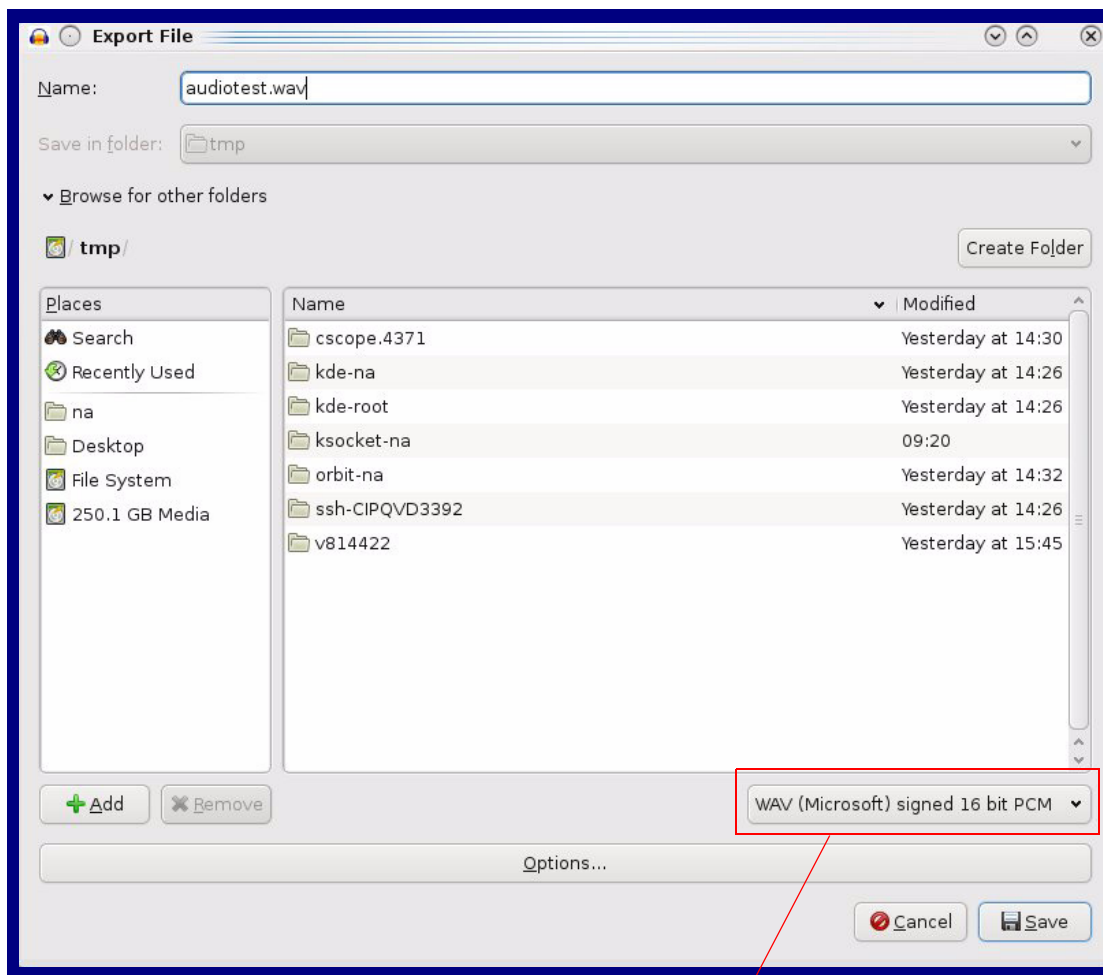 Export File
Name: audiotest.wav
Save in folder: tmp
Browse for other folders
/ tmp / Create Folder
Places
Search
Recently Used
na
Desktop
File System
250.1 GB Media
Name Modified
cscope.4371 Yesterday at 14:30
kde-na Yesterday at 14:26
kde-root Yesterday at 14:26
ksocket-na 09:20
orbit-na Yesterday at 14:32
ssh-CIPQVD3392 Yesterday at 14:26
v814422 Yesterday at 15:45
Add Remove WAV (Microsoft) signed 16 bit PCM
Options...
Cancel Save